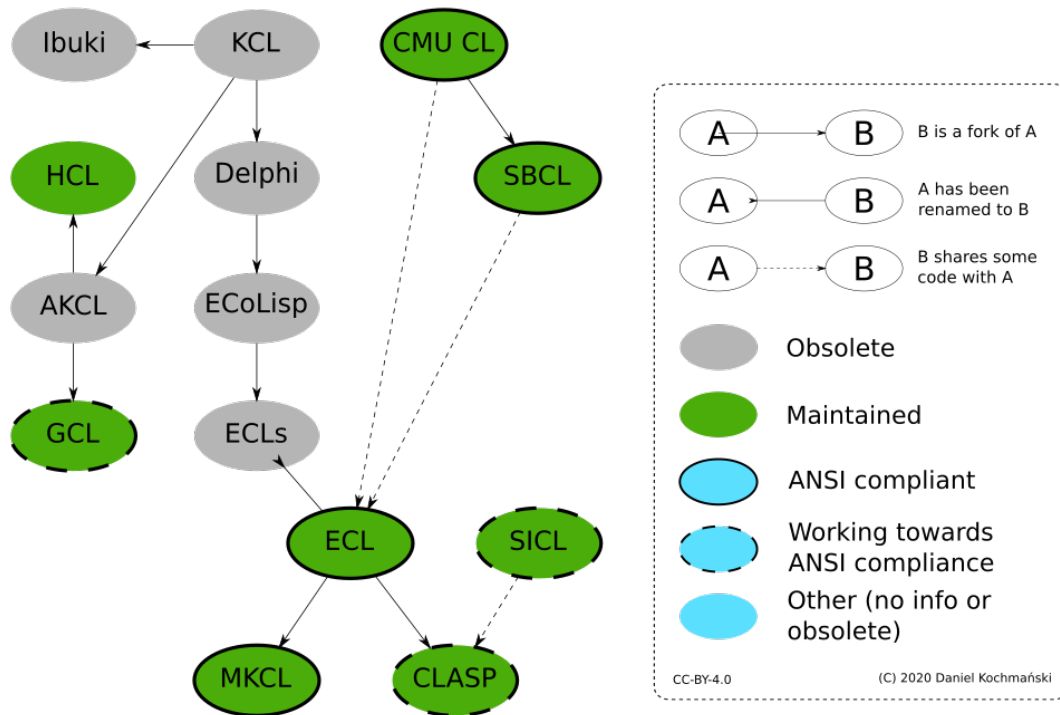 Ibuki
KCL
CMU CL
HCL
Delphi
SBCL
AKCL
ECoLisp
GCL
ECLs
ECL
SICL
MKCL
CLASP
A
B
B is a fork of A
A
B
A has been
renamed to B
A
B
B shares some
code with A
Obsolete
Maintained
ANSI compliant
Working towards
ANSI compliance
Other (no info or
obsolete)
CC-BY-4.0
(C) 2020 Daniel Kochmański